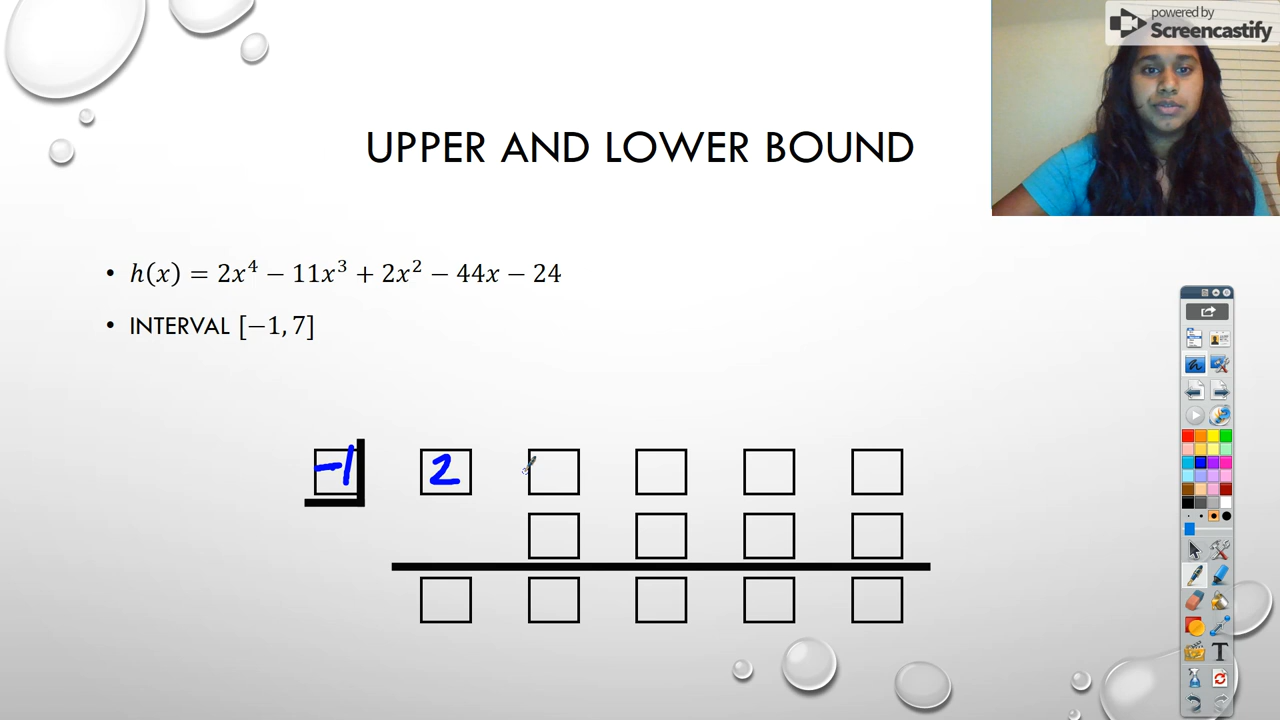 powered by
Screencastify
UPPER AND LOWER BOUND
• h(x) = 2x⁴ − 11x³ + 2x² − 44x − 24
• INTERVAL [−1, 7]
-1 2
T